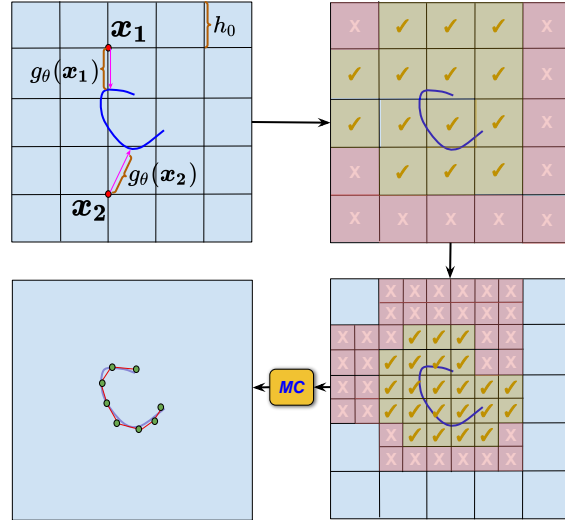 x₁
h₀
g_θ(x₁)
g_θ(x₂)
x₂
X ✓ ✓ ✓ X
✓ ✓ ✓ ✓ X
✓ ✓ ✓ ✓ X
X ✓ ✓ ✓ X
X X X X X
MC
X X X X X X
X X X X X X
X X X ✓ ✓ ✓ X X
X X ✓ ✓ ✓ ✓ X X
X X ✓ ✓ ✓ ✓ ✓ ✓
X X ✓ ✓ ✓ ✓ ✓ ✓
X ✓ ✓ ✓ ✓ X
X X X X X X